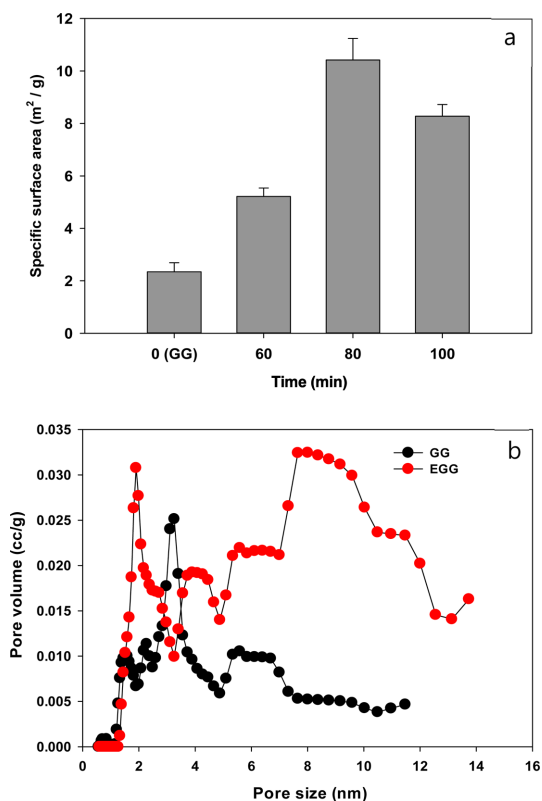 a
12
10
8
6
4
2
0
Specific surface area (m² / g)
0 (GG) 60 80 100
Time (min)
b
GG
EGG
0.035
0.030
0.025
0.020
0.015
0.010
0.005
0.000
Pore volume (cc/g)
0 2 4 6 8 10 12 14 16
Pore size (nm)